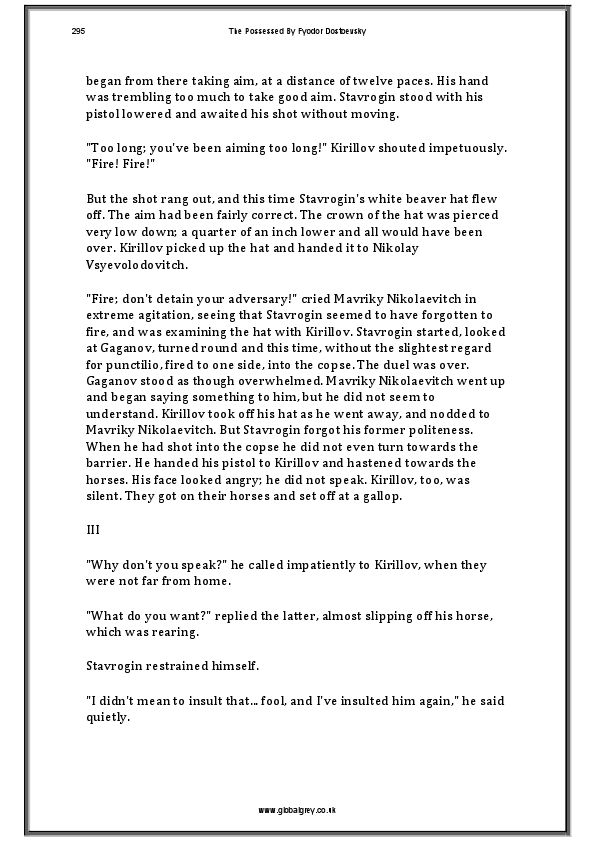 295
The Possessed By Fyodor Dostoevsky
began from there taking aim, at a distance of twelve paces. His hand
was trembling too much to take good aim. Stavrogin stood with his
pistol lowered and awaited his shot without moving.
"Too long; you've been aiming too long!" Kirillov shouted impetuously.
"Fire! Fire!"
But the shot rang out, and this time Stavrogin's white beaver hat flew
off. The aim had been fairly correct. The crown of the hat was pierced
very low down; a quarter of an inch lower and all would have been
over. Kirillov picked up the hat and handed it to Nikolay
Vsyevolodovitch.
"Fire; don't detain your adversary!" cried Mavriky Nikolaevitch in
extreme agitation, seeing that Stavrogin seemed to have forgotten to
fire, and was examining the hat with Kirillov. Stavrogin started, looked
at Gaganov, turned round and this time, without the slightest regard
for punctilio, fired to one side, into the copse. The duel was over.
Gaganov stood as though overwhelmed. Mavriky Nikolaevitch went up
and began saying something to him, but he did not seem to
understand. Kirillov took off his hat as he went away, and nodded to
Mavriky Nikolaevitch. But Stavrogin forgot his former politeness.
When he had shot into the copse he did not even turn towards the
barrier. He handed his pistol to Kirillov and hastened towards the
horses. His face looked angry; he did not speak. Kirillov, too, was
silent. They got on their horses and set off at a gallop.
III
"Why don't you speak?" he called impatiently to Kirillov, when they
were not far from home.
"What do you want?" replied the latter, almost slipping off his horse,
which was rearing.
Stavrogin restrained himself.
"I didn't mean to insult that... fool, and I've insulted him again," he said
quietly.
www.globalgrey.co.uk